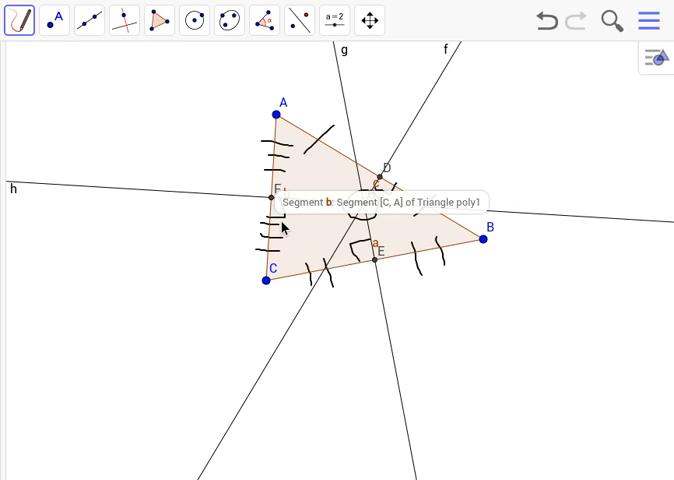 A
α
a=2
g
f
A
D
c
h
F
Segment b: Segment [C, A] of Triangle poly1
B
a
E
C